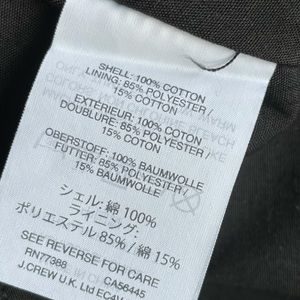 SHELL: 100% COTTON
LINING: 85% POLYESTER /
15% COTTON
EXTÉRIEUR: 100% COTON
DOUBLURE: 85% POLYESTER /
15% COTON
OBERSTOFF: 100% BAUMWOLLE
FUTTER: 85% POLYESTER /
15% BAUMWOLLE
シェル: 綿 100%
ライニング:
ポリエステル 85% / 綿 15%
SEE REVERSE FOR CARE
RN77388 CA56445
J.CREW U.K. Ltd EC4V